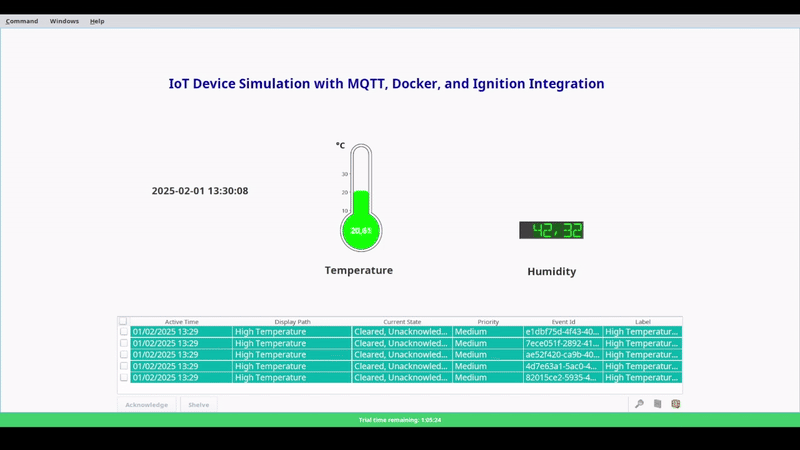 Command Windows Help
IoT Device Simulation with MQTT, Docker, and Ignition Integration
°C
30
20
10
2025-02-01 13:30:08
42,32
Temperature
Humidity
Active Time Display Path Current State Priority Event Id Label
01/02/2025 13:29 High Temperature Cleared, Unacknowled... Medium e1dbf75d-4f43-40... High Temperatur...
01/02/2025 13:29 High Temperature Cleared, Unacknowled... Medium 7ece051f-2892-41... High Temperatur...
01/02/2025 13:29 High Temperature Cleared, Unacknowled... Medium ae52f420-ca9b-40... High Temperatur...
01/02/2025 13:29 High Temperature Cleared, Unacknowled... Medium 4d7e63a1-5ac0-4... High Temperatur...
01/02/2025 13:29 High Temperature Cleared, Unacknowled... Medium 82015ce2-5935-4... High Temperatur...
Acknowledge Shelve
Trial time remaining: 1:05:24